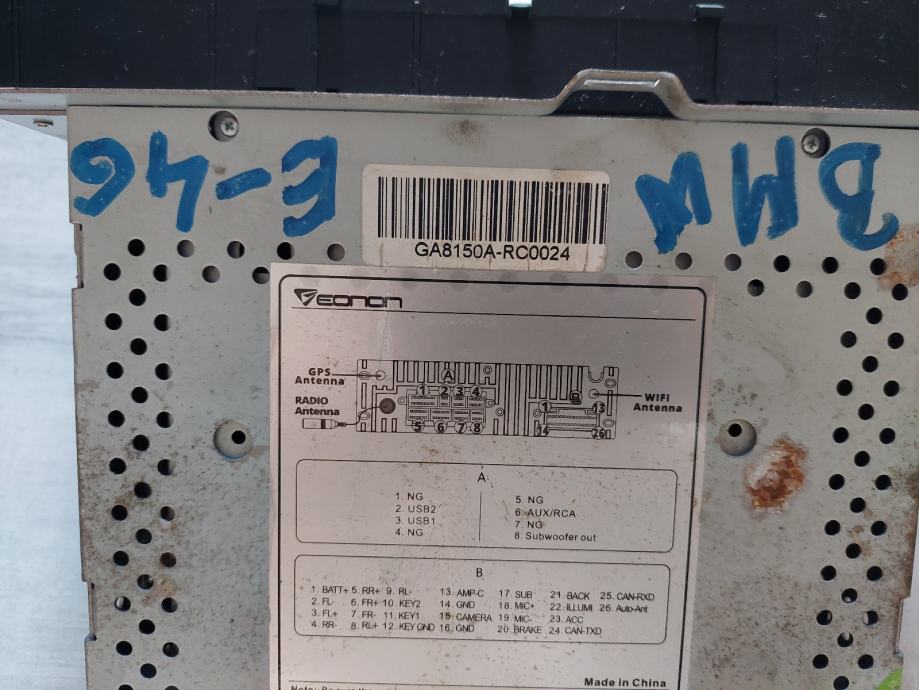 E-46
BMW
GA8150A-RC0024
EONON
GPS
Antenna
RADIO
Antenna
WIFI
Antenna
A
1 2 3 4
5 6 7 8
B
1 13
14 26
A
1. NG
2. USB2
3. USB1
4. NG
5. NG
6. AUX/RCA
7. NG
8. Subwoofer out
B
1. BATT+ 5. RR+ 9. RL- 13. AMP-C 17. SUB 21. BACK 25. CAN-RXD
2. FL- 6. FR+ 10. KEY2 14. GND 18. MIC+ 22. ILLUMI 26. Auto-Ant
3. FL+ 7. FR- 11. KEY1 15. CAMERA 19. MIC- 23. ACC
4. RR- 8. RL+ 12. KEY GND 16. GND 20. BRAKE 24. CAN-TXD
Made in China